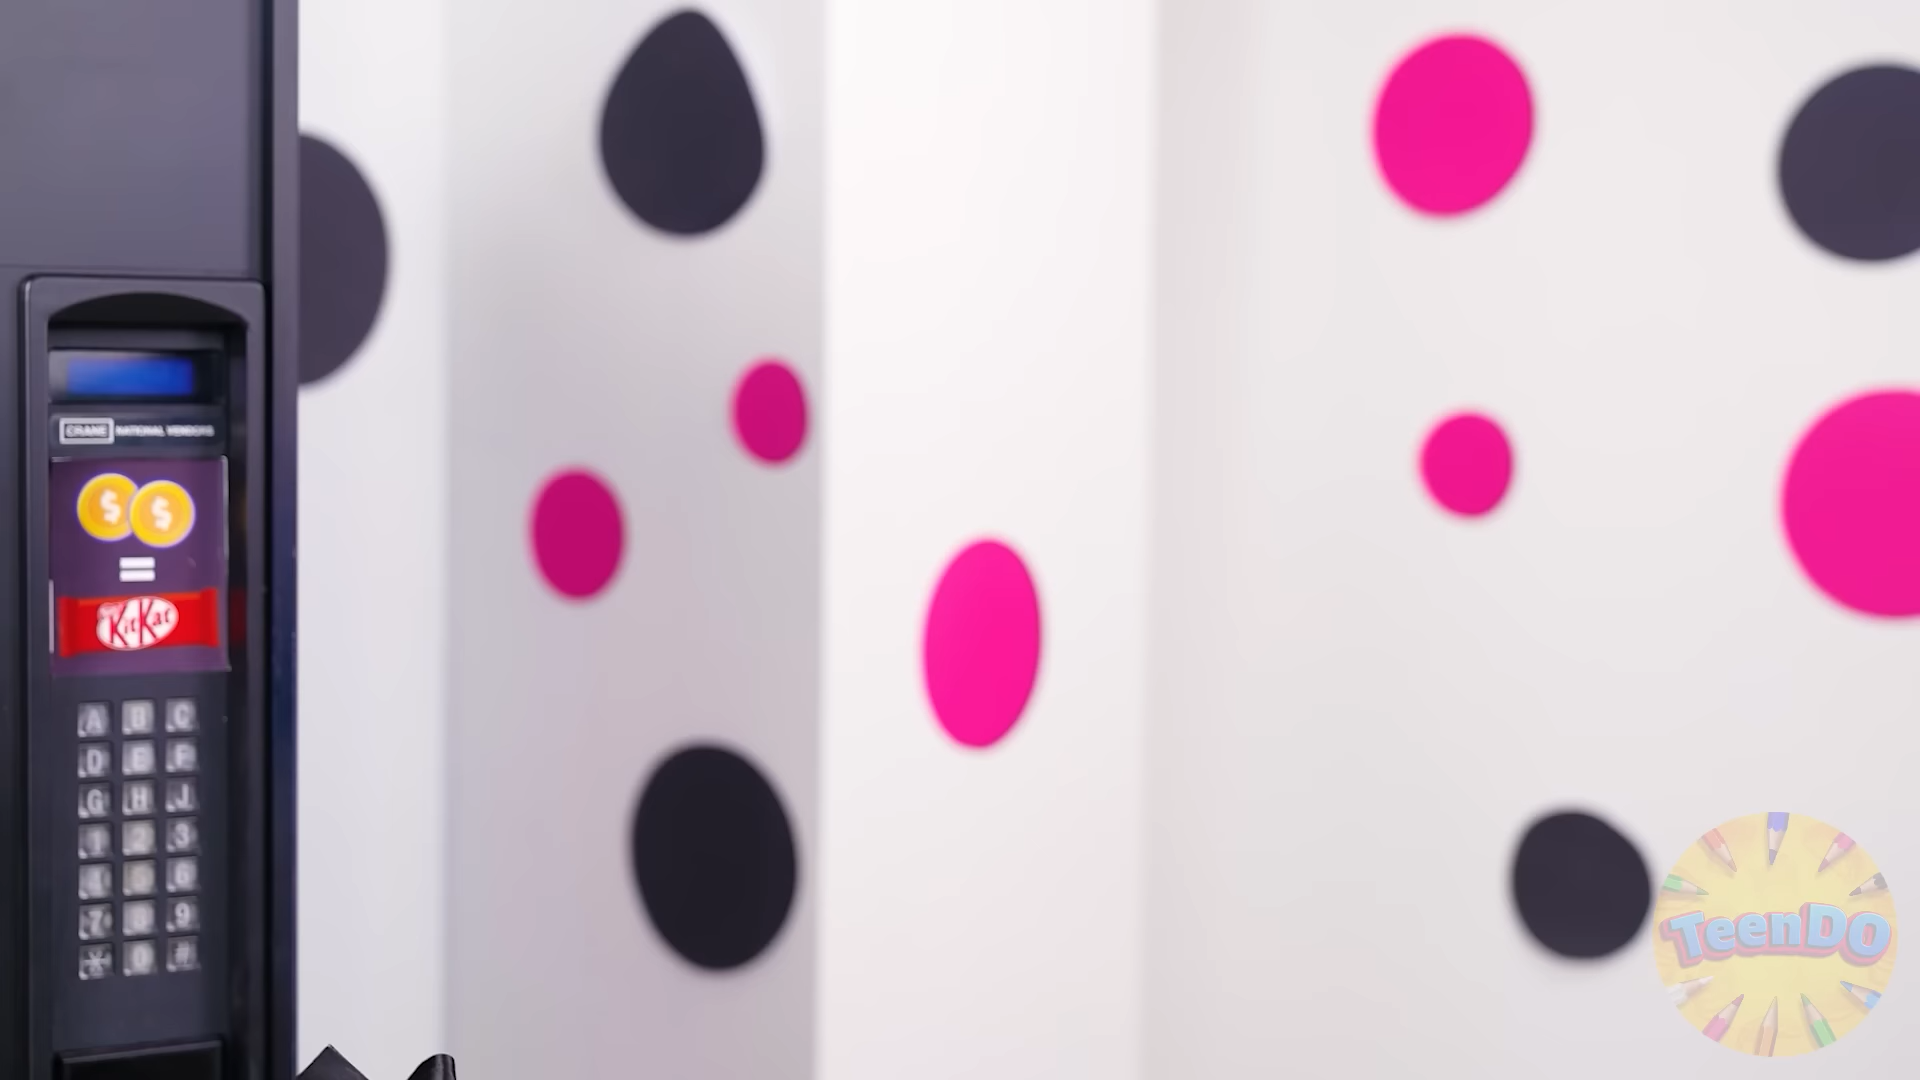 CRANE NATIONAL VENDORS
$ $
=
KitKat
A B C
D E F
G H J
1 2 3
4 5 6
7 8 9
* 0 #
TeenDO